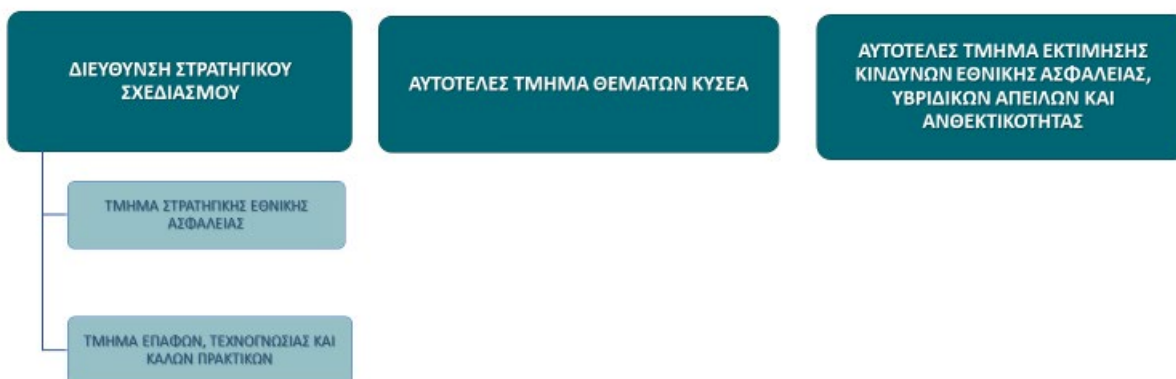 ΔΙΕΥΘΥΝΣΗ ΣΤΡΑΤΗΓΙΚΟΥ
ΣΧΕΔΙΑΣΜΟΥ
ΤΜΗΜΑ ΣΤΡΑΤΗΓΙΚΗΣ ΕΘΝΙΚΗΣ
ΑΣΦΑΛΕΙΑΣ
ΤΜΗΜΑ ΕΠΑΦΩΝ, ΤΕΧΝΟΓΝΩΣΙΑΣ ΚΑΙ
ΚΑΛΩΝ ΠΡΑΚΤΙΚΩΝ
ΑΥΤΟΤΕΛΕΣ ΤΜΗΜΑ ΘΕΜΑΤΩΝ ΚΥΣΕΑ
ΑΥΤΟΤΕΛΕΣ ΤΜΗΜΑ ΕΚΤΙΜΗΣΗΣ
ΚΙΝΔΥΝΩΝ ΕΘΝΙΚΗΣ ΑΣΦΑΛΕΙΑΣ,
ΥΒΡΙΔΙΚΩΝ ΑΠΕΙΛΩΝ ΚΑΙ
ΑΝΘΕΚΤΙΚΟΤΗΤΑΣ